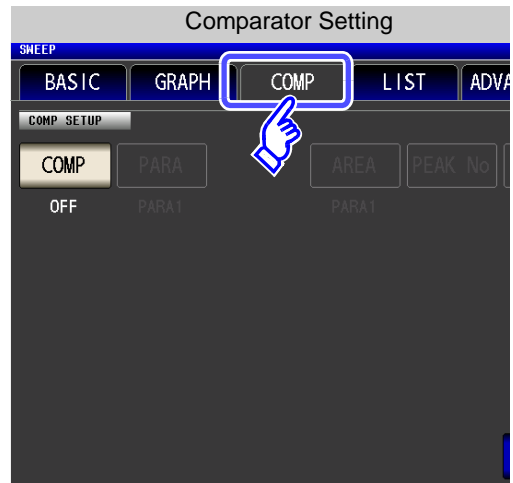 Comparator Setting
SWEEP
BASIC GRAPH COMP LIST ADVA
COMP SETUP
COMP PARA AREA PEAK No
OFF PARA1 PARA1